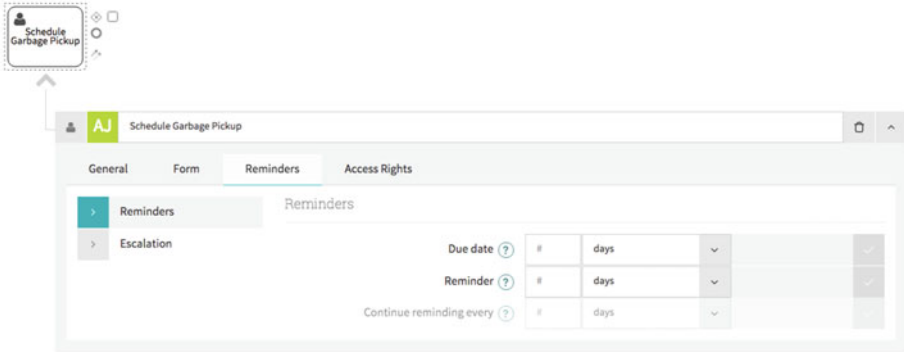 Schedule
Garbage Pickup
AJ Schedule Garbage Pickup
General Form Reminders Access Rights
Reminders Reminders
Escalation
Due date ? # days
Reminder ? # days
Continue reminding every ? # days